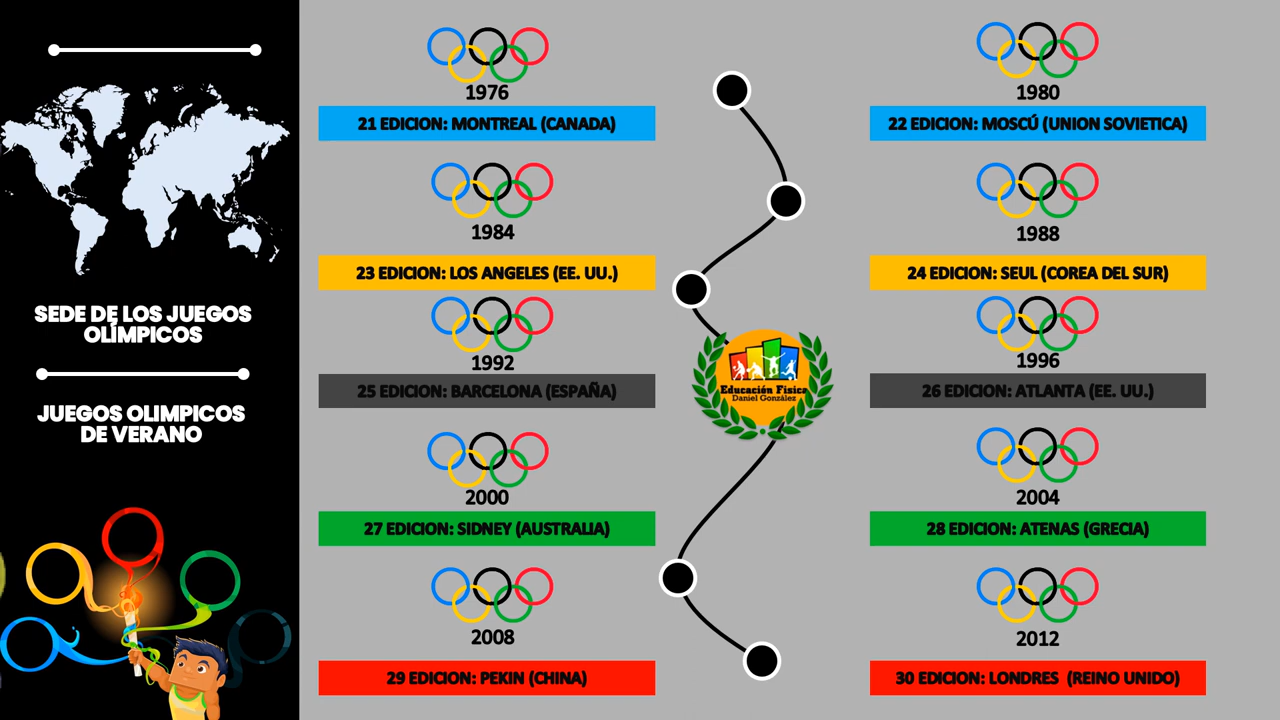 SEDE DE LOS JUEGOS
OLÍMPICOS
JUEGOS OLIMPICOS
DE VERANO
1976
21 EDICION: MONTREAL (CANADA)
1980
22 EDICION: MOSCÚ (UNION SOVIETICA)
1984
23 EDICION: LOS ANGELES (EE. UU.)
1988
24 EDICION: SEUL (COREA DEL SUR)
1992
25 EDICION: BARCELONA (ESPAÑA)
1996
26 EDICION: ATLANTA (EE. UU.)
Educación Física
Daniel González
2000
27 EDICION: SIDNEY (AUSTRALIA)
2004
28 EDICION: ATENAS (GRECIA)
2008
29 EDICION: PEKIN (CHINA)
2012
30 EDICION: LONDRES (REINO UNIDO)